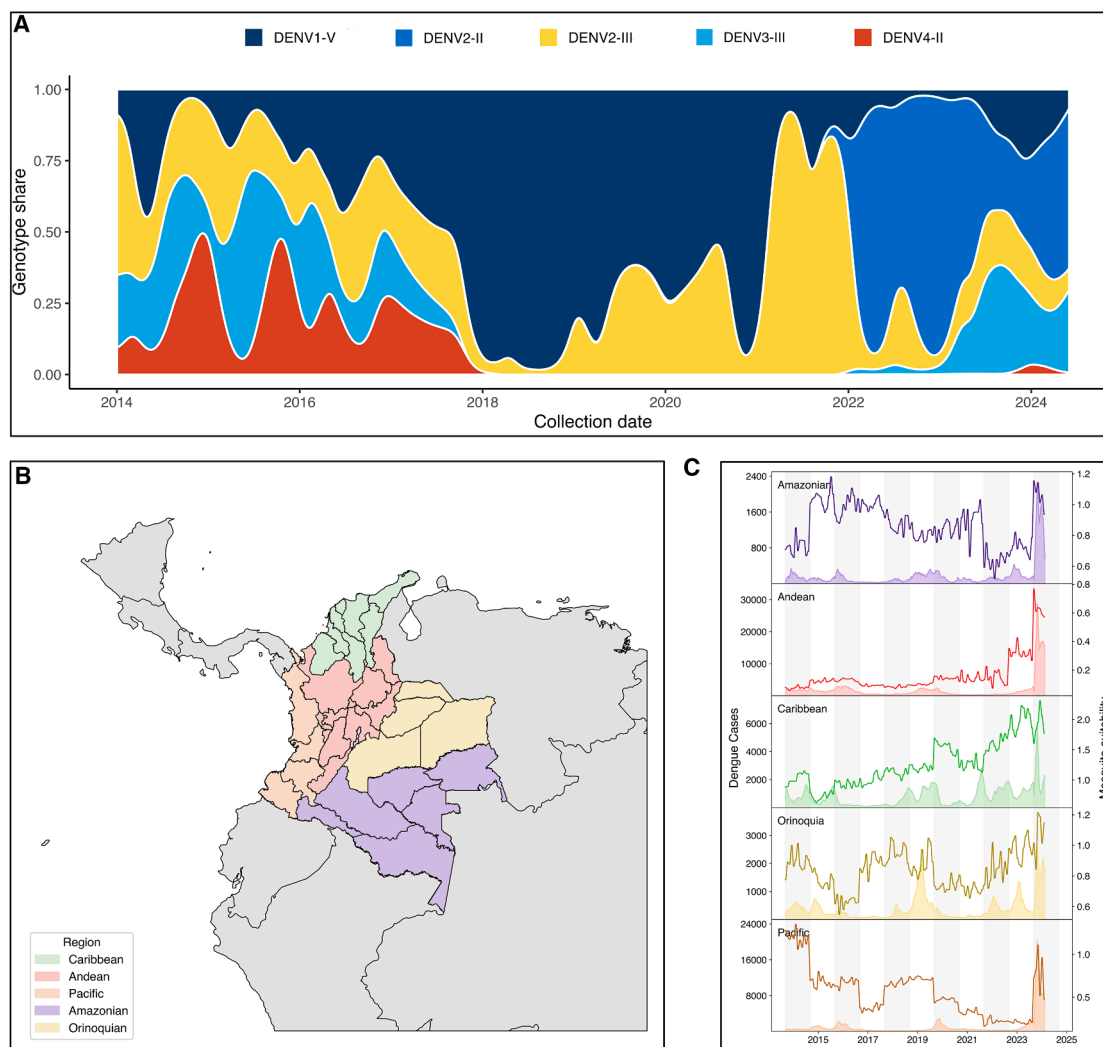 A
DENV1-V DENV2-II DENV2-III DENV3-III DENV4-II
Genotype share
1.00
0.75
0.50
0.25
0.00
2014 2016 2018 2020 2022 2024
Collection date
B
Region
Caribbean
Andean
Pacific
Amazonian
Orinoquian
C
Dengue Cases
Amazonian
2400
1600
800
1.2
1.0
0.8
0.6
0.8
Andean
30000
20000
10000
0.6
0.4
0.2
Caribbean
6000
4000
2000
2.0
1.5
1.0
Orinoquia
3000
2000
1000
1.2
1.0
0.8
0.6
Pacific
24000
16000
8000
1.0
0.5
2015 2017 2019 2021 2023 2025